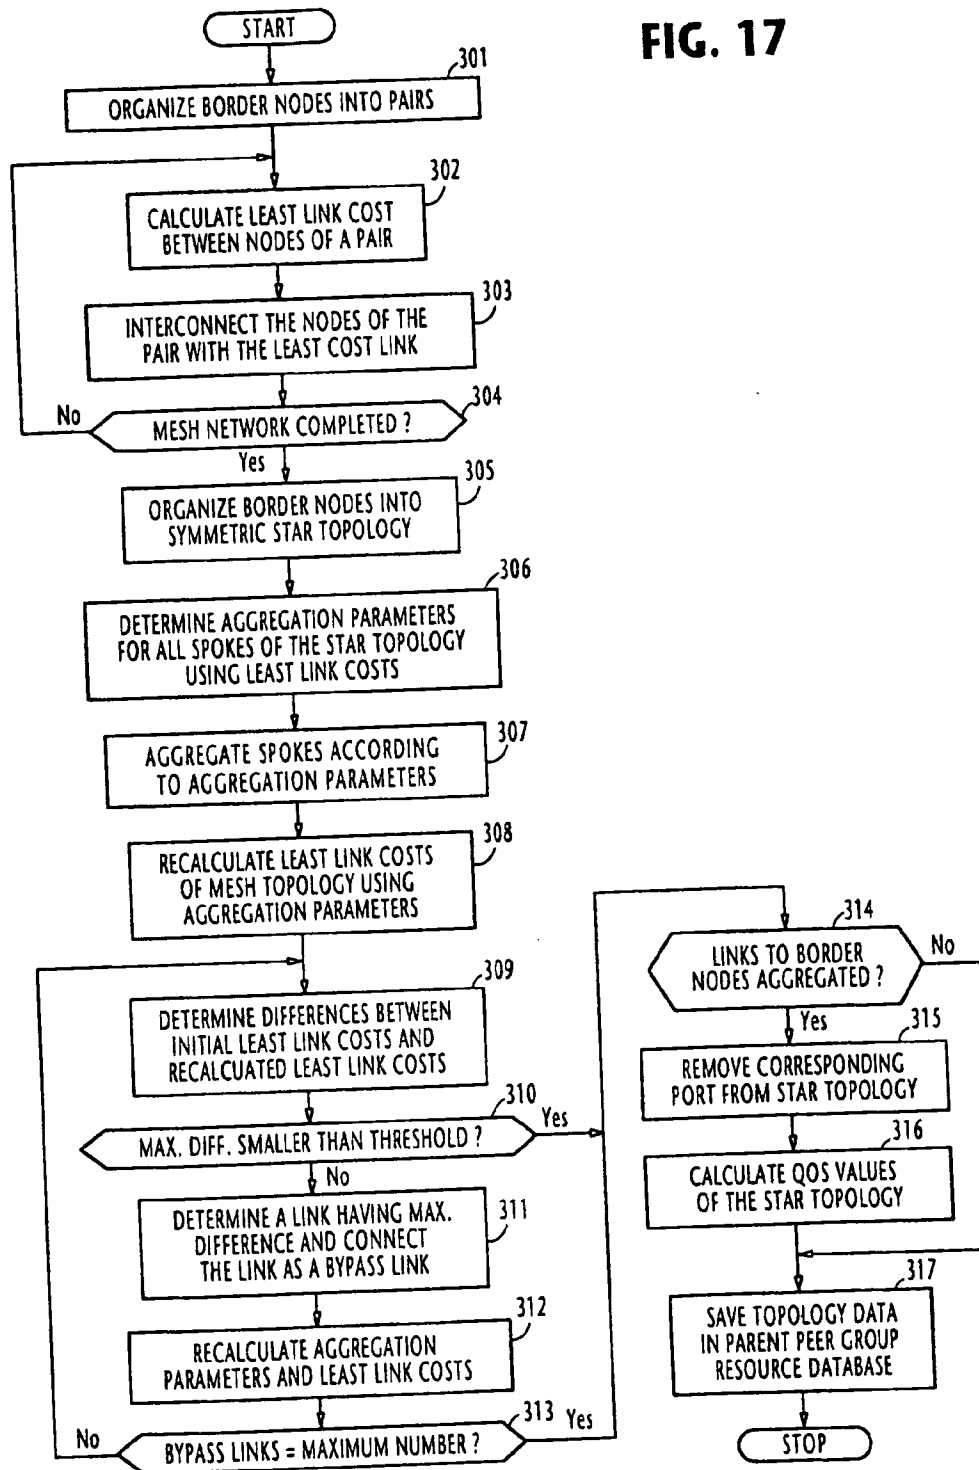 FIG. 17
START
301
ORGANIZE BORDER NODES INTO PAIRS
302
CALCULATE LEAST LINK COST
BETWEEN NODES OF A PAIR
303
INTERCONNECT THE NODES OF THE
PAIR WITH THE LEAST COST LINK
304
No
MESH NETWORK COMPLETED ?
Yes
305
ORGANIZE BORDER NODES INTO
SYMMETRIC STAR TOPOLOGY
306
DETERMINE AGGREGATION PARAMETERS
FOR ALL SPOKES OF THE STAR TOPOLOGY
USING LEAST LINK COSTS
307
AGGREGATE SPOKES ACCORDING
TO AGGREGATION PARAMETERS
308
RECALCULATE LEAST LINK COSTS
OF MESH TOPOLOGY USING
AGGREGATION PARAMETERS
309
DETERMINE DIFFERENCES BETWEEN
INITIAL LEAST LINK COSTS AND
RECALCUATED LEAST LINK COSTS
310
MAX. DIFF. SMALLER THAN THRESHOLD ?
Yes
No
311
DETERMINE A LINK HAVING MAX.
DIFFERENCE AND CONNECT
THE LINK AS A BYPASS LINK
312
RECALCULATE AGGREGATION
PARAMETERS AND LEAST LINK COSTS
313
No
BYPASS LINKS = MAXIMUM NUMBER ?
Yes
314
LINKS TO BORDER
NODES AGGREGATED ?
No
Yes
315
REMOVE CORRESPONDING
PORT FROM STAR TOPOLOGY
316
CALCULATE QOS VALUES
OF THE STAR TOPOLOGY
317
SAVE TOPOLOGY DATA
IN PARENT PEER GROUP
RESOURCE DATABASE
STOP